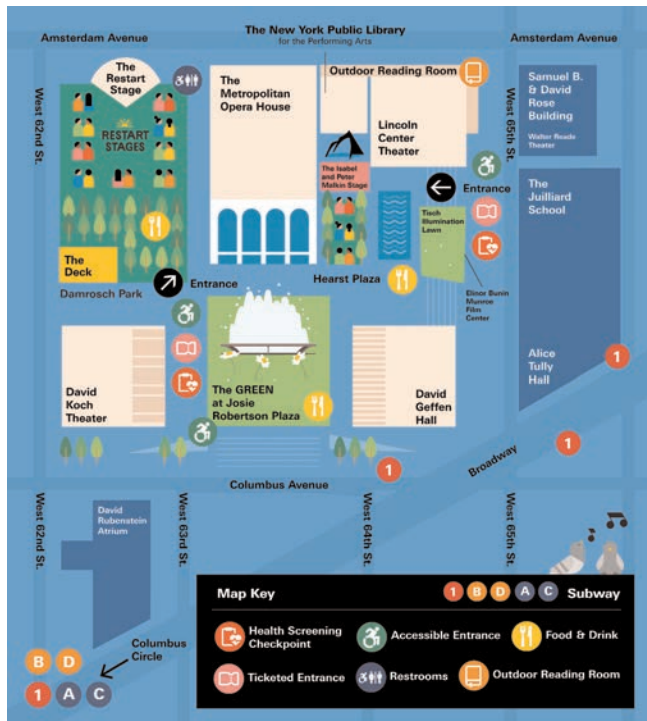 The New York Public Library
for the Performing Arts
Amsterdam Avenue
Amsterdam Avenue
The
Restart
Stage
RESTART
STAGES
West 62nd St.
The
Metropolitan
Opera House
Outdoor Reading Room
Lincoln
Center
Theater
West 65th St.
Samuel B.
& David
Rose
Building
Walter Reade
Theater
The Isabel
and Peter
Malkin Stage
Entrance
The
Juilliard
School
Tisch
Illumination
Lawn
The
Deck
Damrosch Park
Entrance
Hearst Plaza
Elinor Bunin
Munroe
Film
Center
David
Koch
Theater
The GREEN
at Josie
Robertson Plaza
David
Geffen
Hall
Alice
Tully
Hall
1
1
1
Broadway
Columbus Avenue
West 62nd St.
David
Rubenstein
Atrium
West 63rd St.
West 64th St.
West 65th St.
Columbus
Circle
B D
1 A C
Map Key
1 B D A C Subway
Health Screening
Checkpoint
Accessible Entrance
Food & Drink
Ticketed Entrance
Restrooms
Outdoor Reading Room